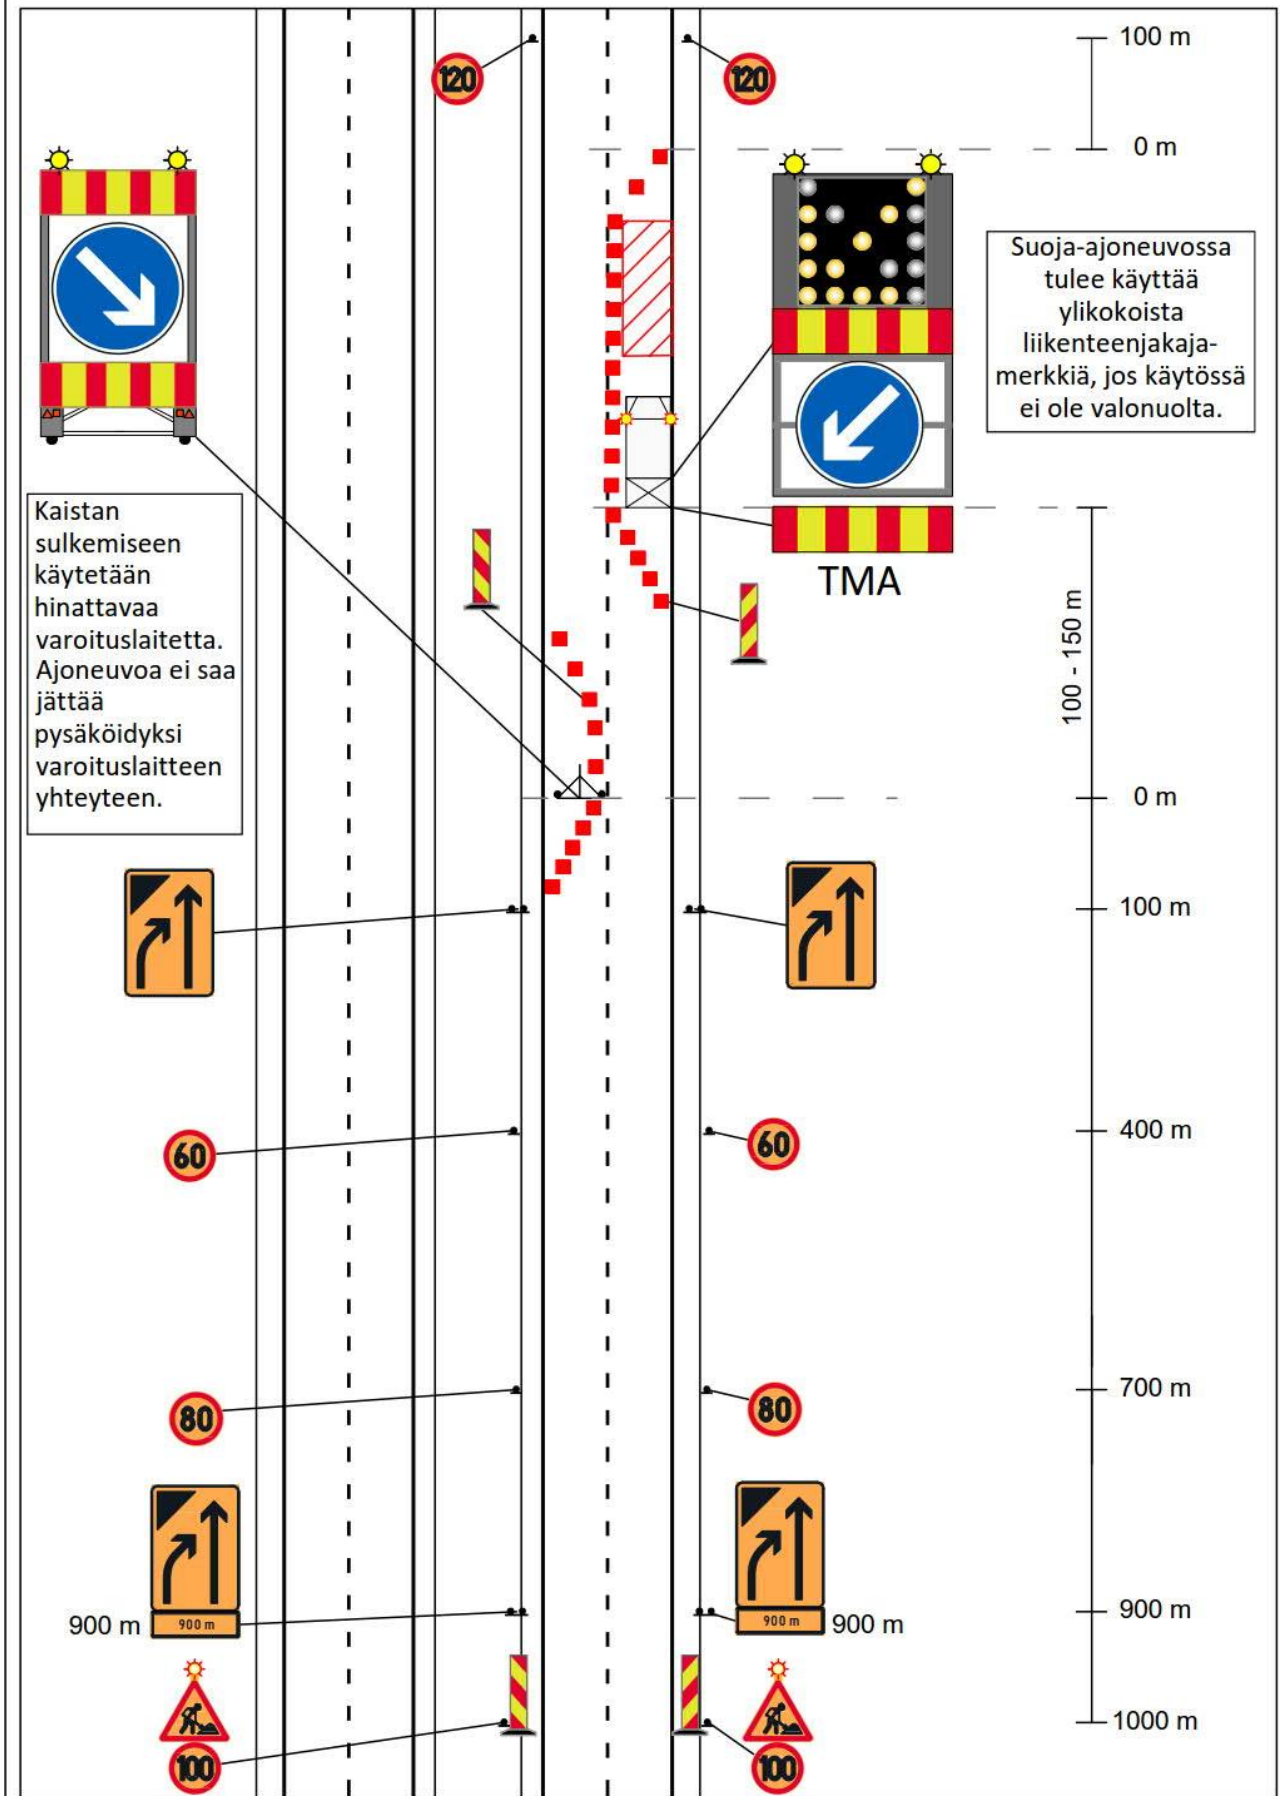 100 m
120
120
0 m
Suoja-ajoneuvossa
tulee käyttää
ylikokoista
liikenteenjakaja-
merkkiä, jos käytössä
ei ole valonuolta.
Kaistan
sulkemiseen
käytetään
hinattavaa
varoituslaitetta.
Ajoneuvoa ei saa
jättää
pysäköidyksi
varoituslaitteen
yhteyteen.
TMA
100 - 150 m
0 m
100 m
60
60
400 m
80
80
700 m
900 m
900 m
900 m
900 m
900 m
1000 m
100
100